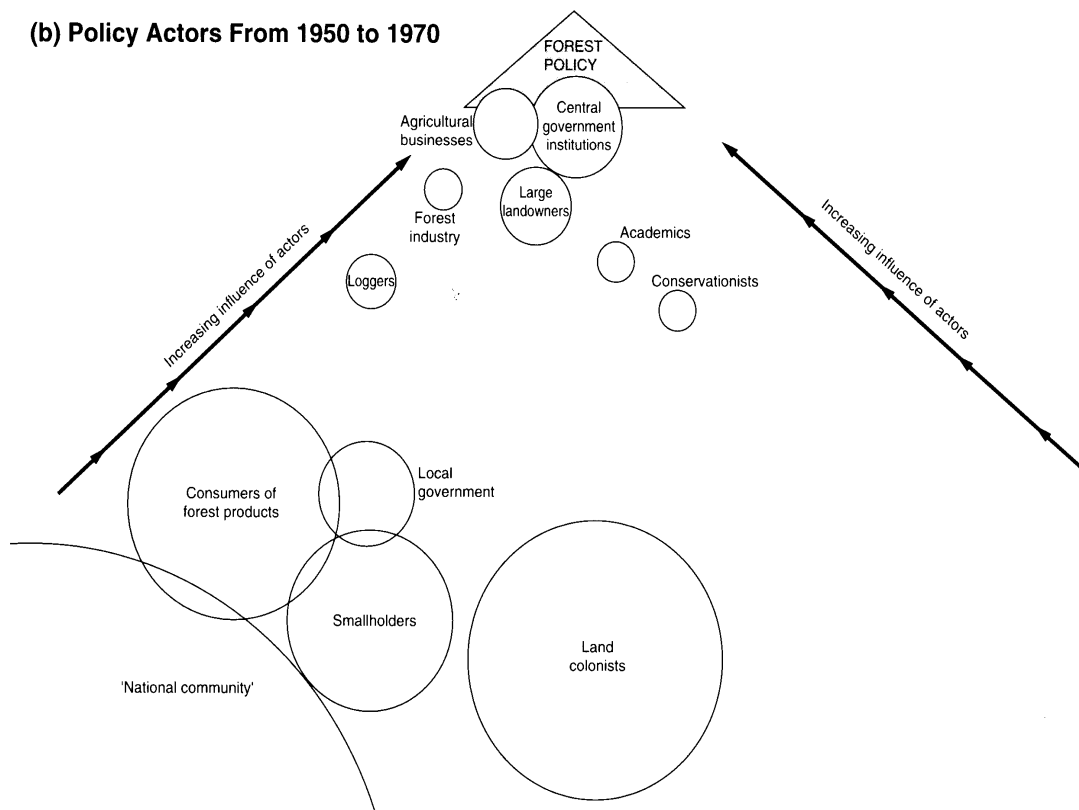 (b) Policy Actors From 1950 to 1970
FOREST
POLICY
Agricultural
businesses
Central
government
institutions
Forest
industry
Large
landowners
Academics
Conservationists
Loggers
Increasing influence of actors
Increasing influence of actors
Consumers of
forest products
Local
government
Smallholders
Land
colonists
'National community'